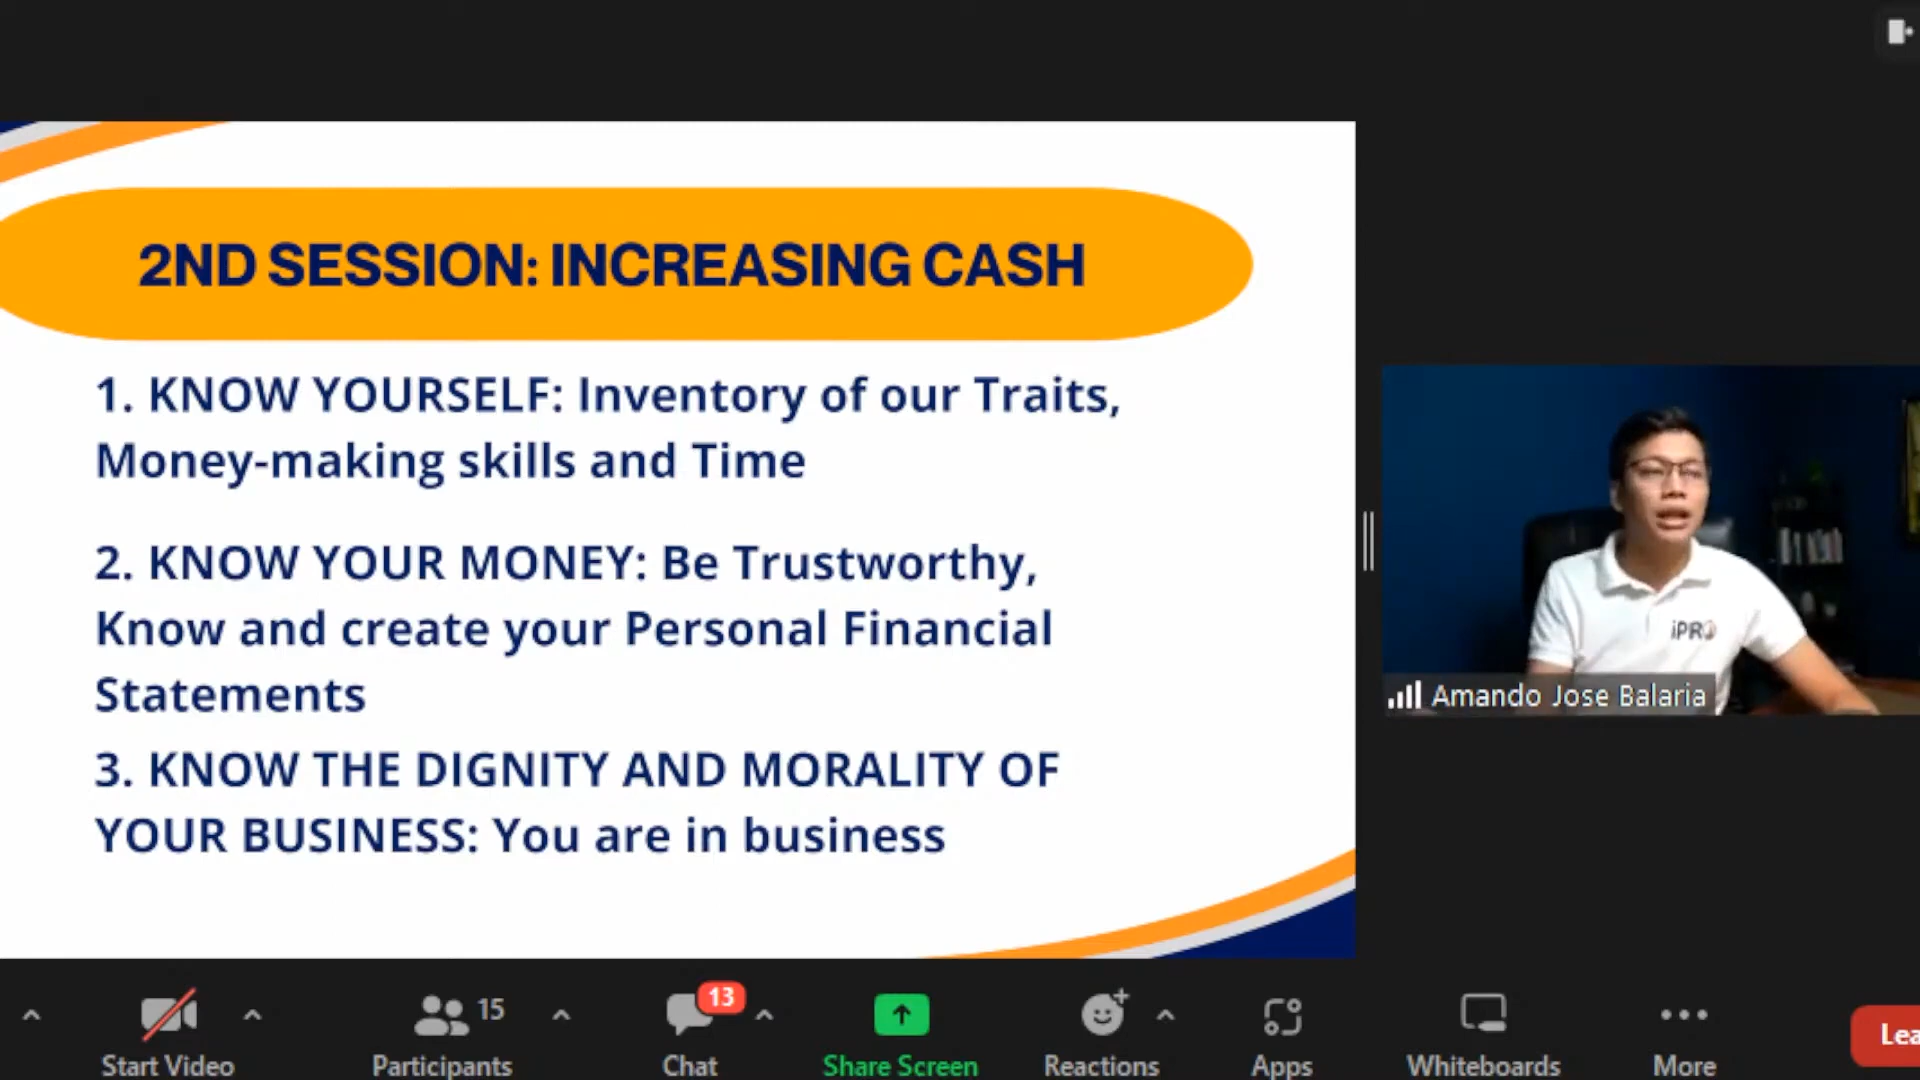 2ND SESSION: INCREASING CASH
1. KNOW YOURSELF: Inventory of our Traits,
Money-making skills and Time
2. KNOW YOUR MONEY: Be Trustworthy,
Know and create your Personal Financial
Statements
3. KNOW THE DIGNITY AND MORALITY OF
YOUR BUSINESS: You are in business
iPRO
Amando Jose Balaria
15
13
Start Video
Participants
Chat
Share Screen
Reactions
Apps
Whiteboards
More
Lea